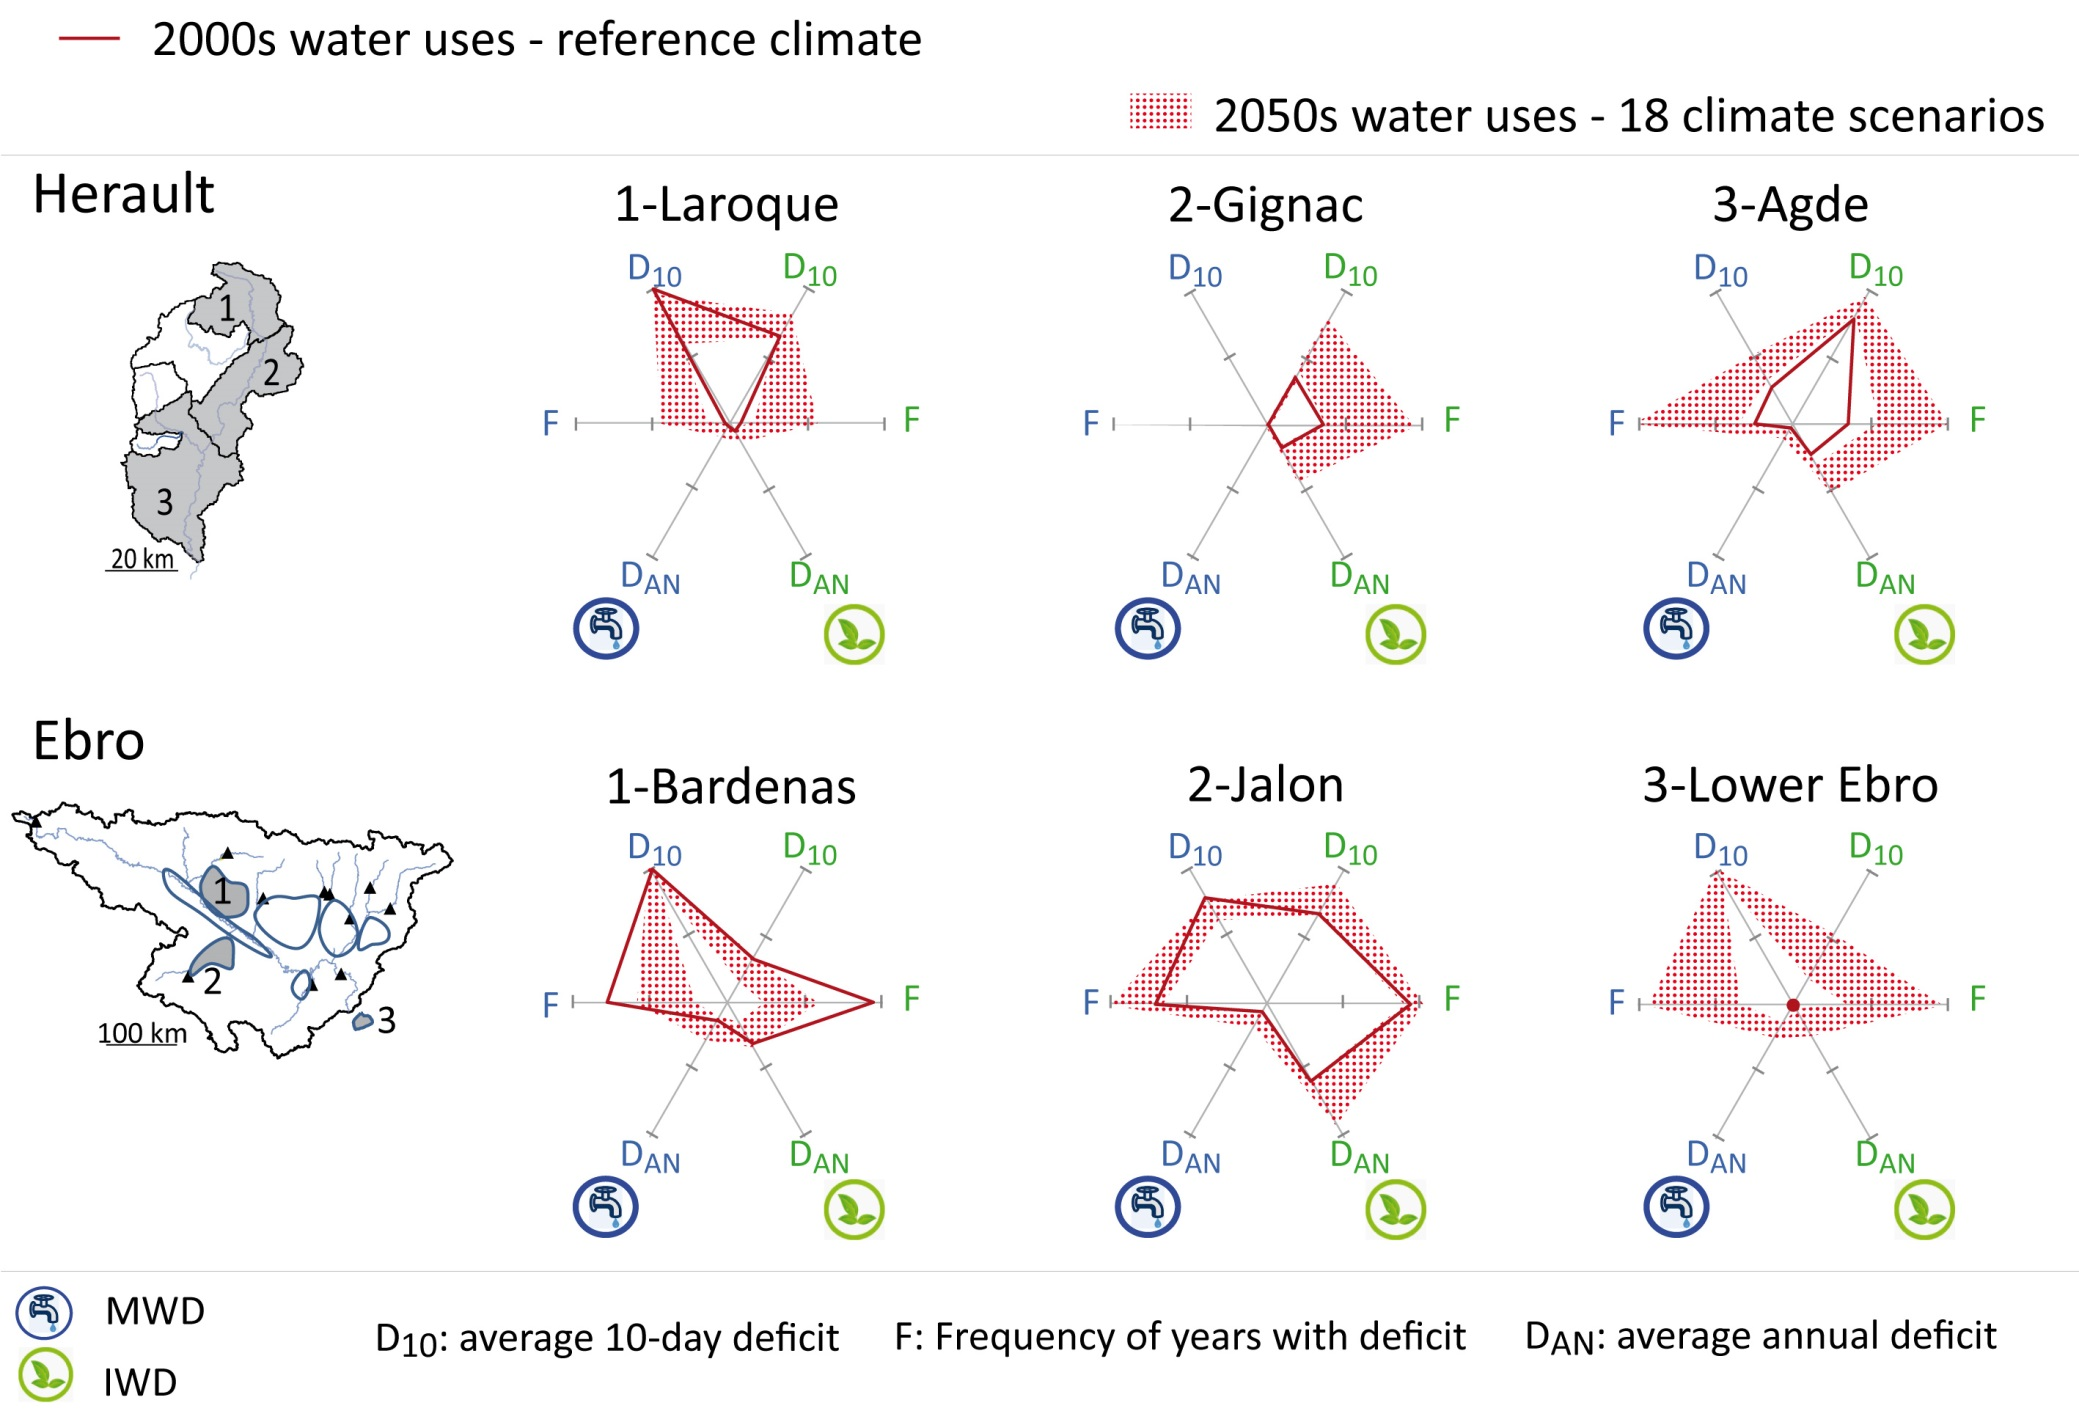 2000s water uses - reference climate
2050s water uses - 18 climate scenarios
Herault
1-Laroque
2-Gignac
3-Agde
1
2
3
20 km
D10 D10
F F
DAN DAN
D10 D10
F F
DAN DAN
D10 D10
F F
DAN DAN
Ebro
1-Bardenas
2-Jalon
3-Lower Ebro
1
2
3
100 km
D10 D10
F F
DAN DAN
D10 D10
F F
DAN DAN
D10 D10
F F
DAN DAN
MWD
IWD
D10: average 10-day deficit
F: Frequency of years with deficit
DAN: average annual deficit